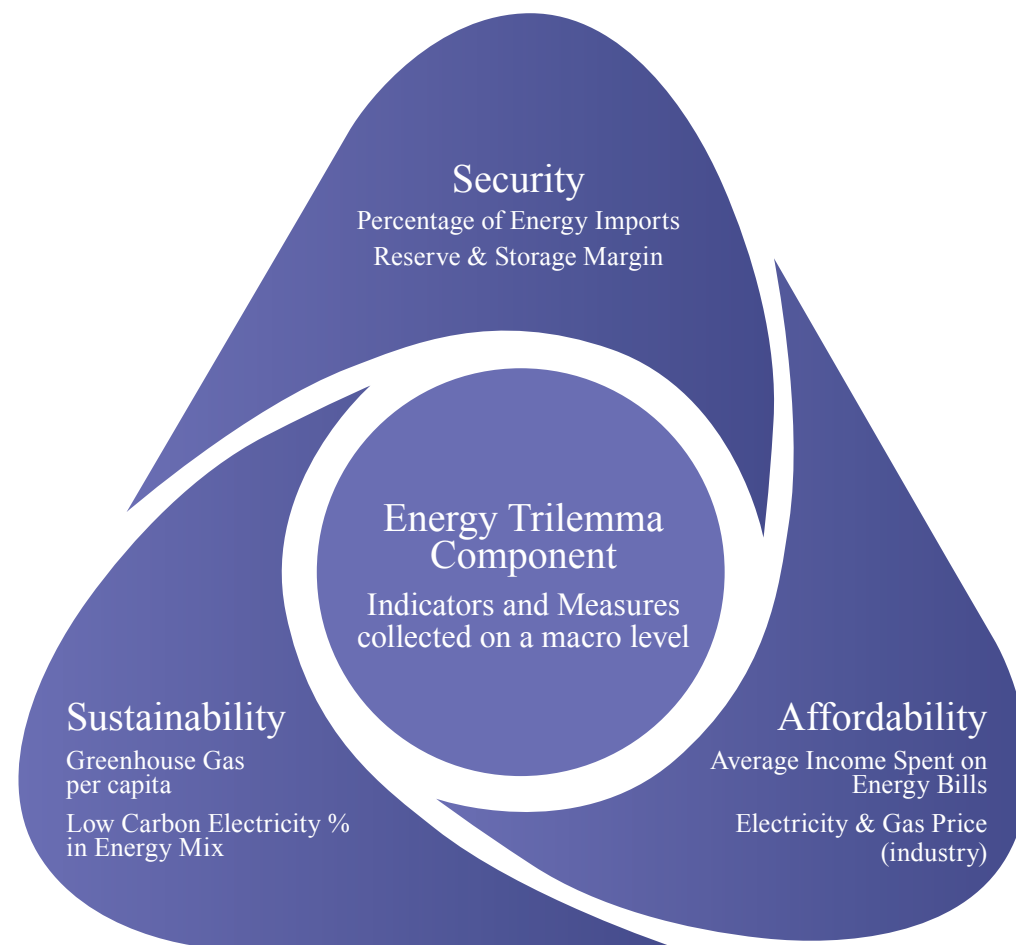 Security
Percentage of Energy Imports
Reserve & Storage Margin
Energy Trilemma
Component
Indicators and Measures
collected on a macro level
Sustainability
Greenhouse Gas
per capita
Low Carbon Electricity %
in Energy Mix
Affordability
Average Income Spent on
Energy Bills
Electricity & Gas Price
(industry)